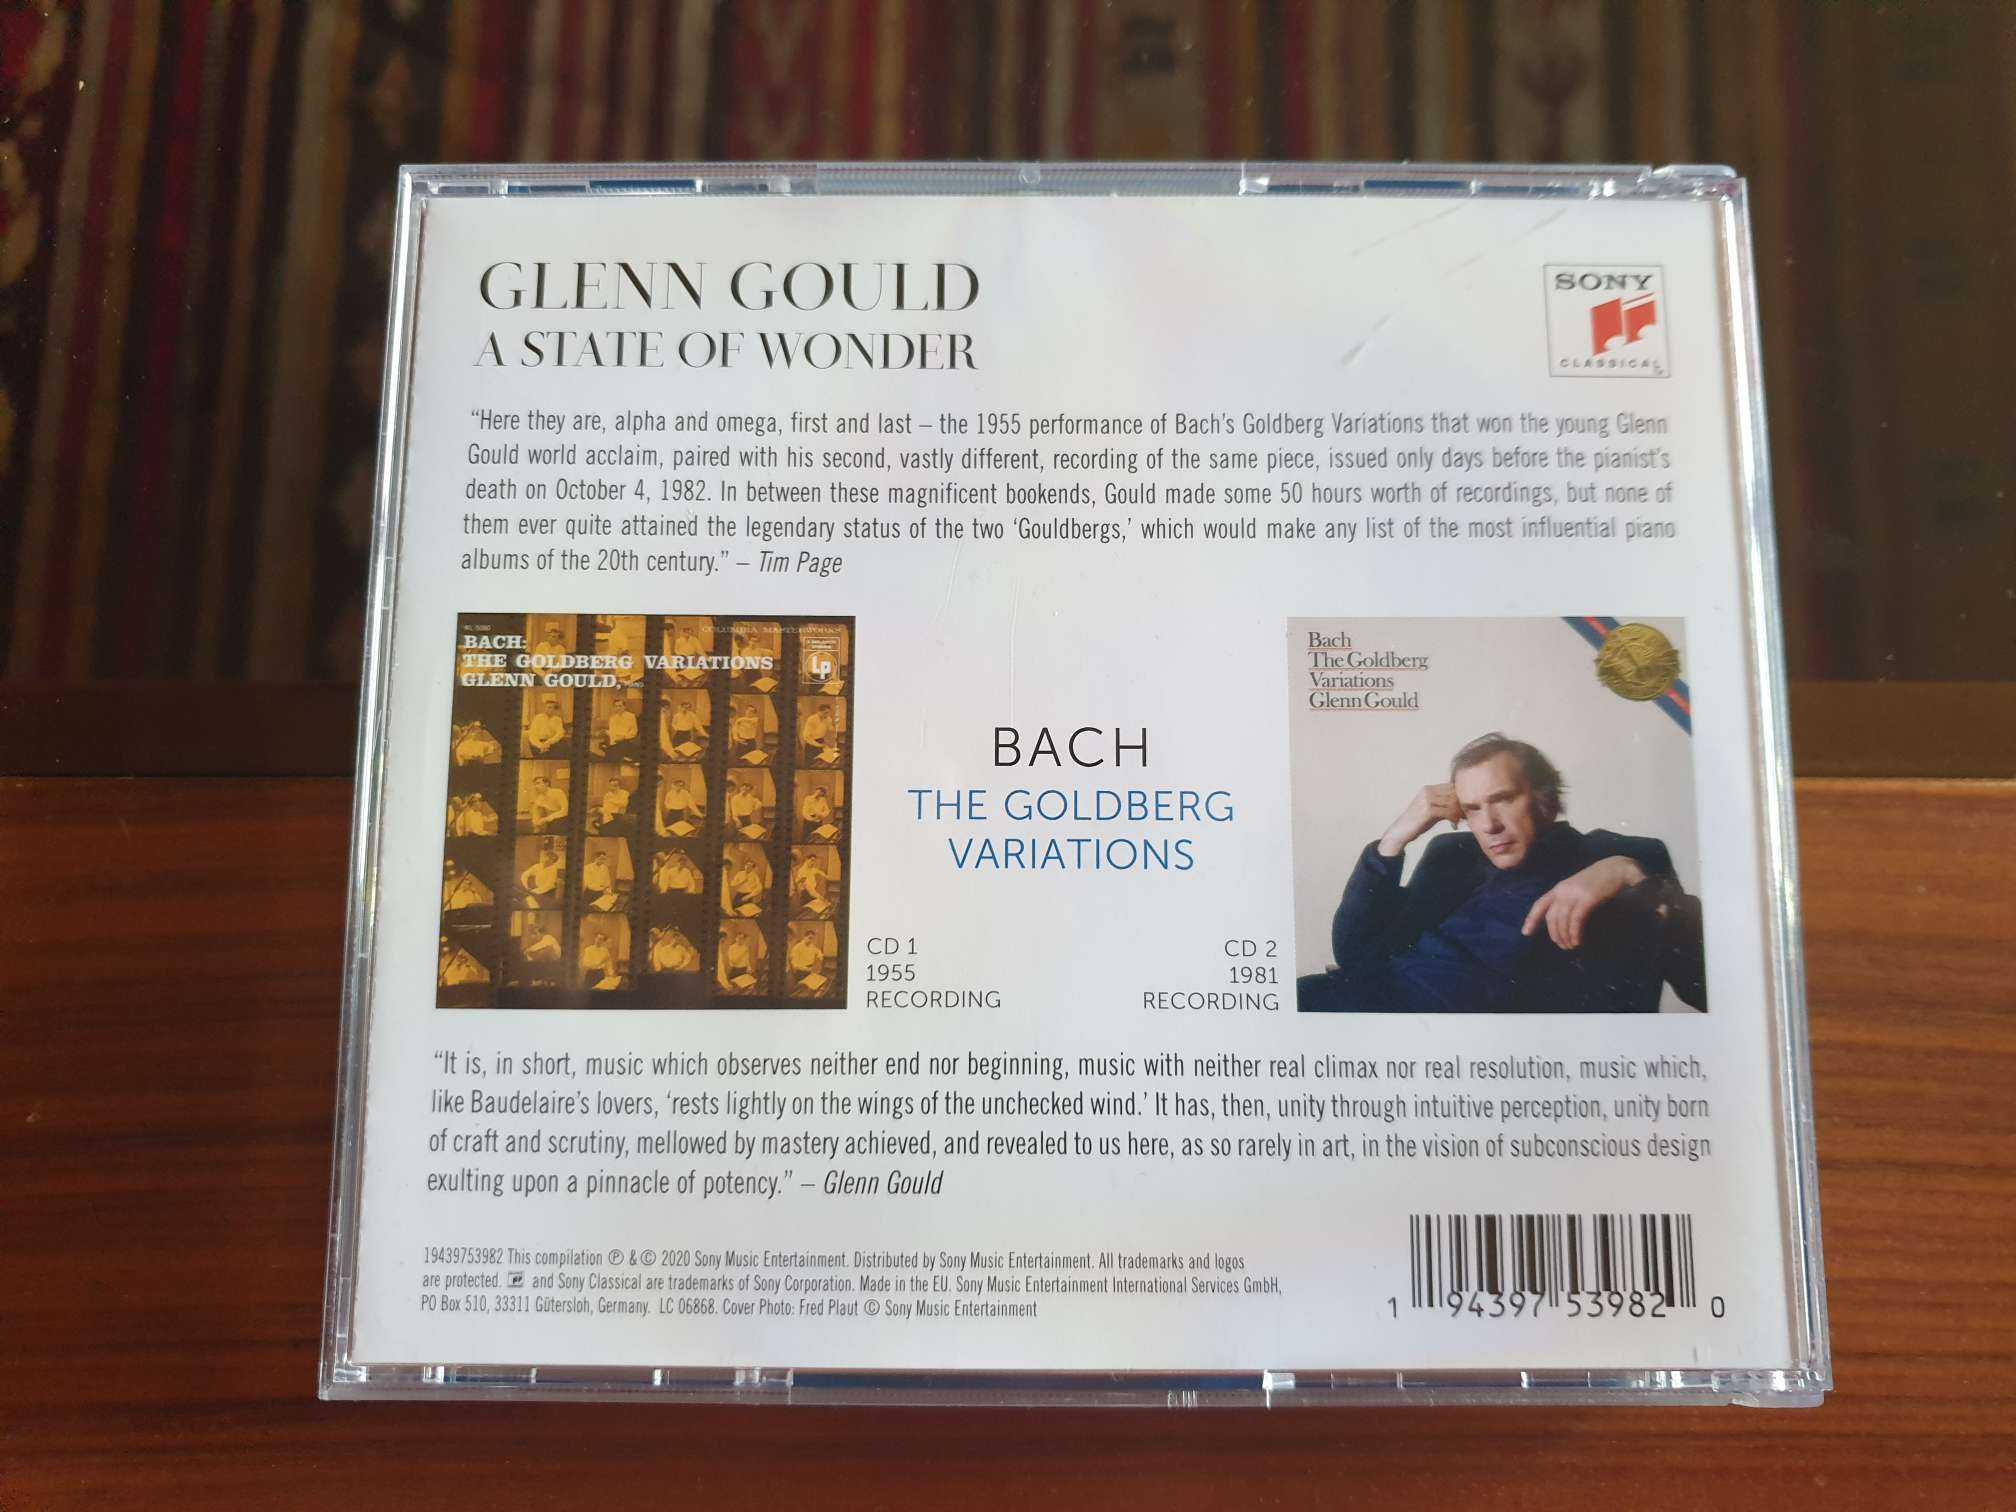 GLENN GOULD
A STATE OF WONDER
SONY
CLASSICAL
“Here they are, alpha and omega, first and last – the 1955 performance of Bach’s Goldberg Variations that won the young Glenn
Gould world acclaim, paired with his second, vastly different, recording of the same piece, issued only days before the pianist’s
death on October 4, 1982. In between these magnificent bookends, Gould made some 50 hours worth of recordings, but none of
them ever quite attained the legendary status of the two ‘Gouldbergs,’ which would make any list of the most influential piano
albums of the 20th century.” – Tim Page
COLUMBIA MASTERWORKS
BACH:
THE GOLDBERG VARIATIONS
GLENN GOULD, PIANO
Lp
Bach
The Goldberg
Variations
Glenn Gould
BACH
THE GOLDBERG
VARIATIONS
CD 1
1955
RECORDING
CD 2
1981
RECORDING
“It is, in short, music which observes neither end nor beginning, music with neither real climax nor real resolution, music which,
like Baudelaire’s lovers, ‘rests lightly on the wings of the unchecked wind.’ It has, then, unity through intuitive perception, unity born
of craft and scrutiny, mellowed by mastery achieved, and revealed to us here, as so rarely in art, in the vision of subconscious design
exulting upon a pinnacle of potency.” – Glenn Gould
19439753982 This compilation ℗ & © 2020 Sony Music Entertainment. Distributed by Sony Music Entertainment. All trademarks and logos
are protected. and Sony Classical are trademarks of Sony Corporation. Made in the EU. Sony Music Entertainment International Services GmbH,
PO Box 510, 33311 Gütersloh, Germany. LC 06868. Cover Photo: Fred Plaut © Sony Music Entertainment
1 94397 53982 0